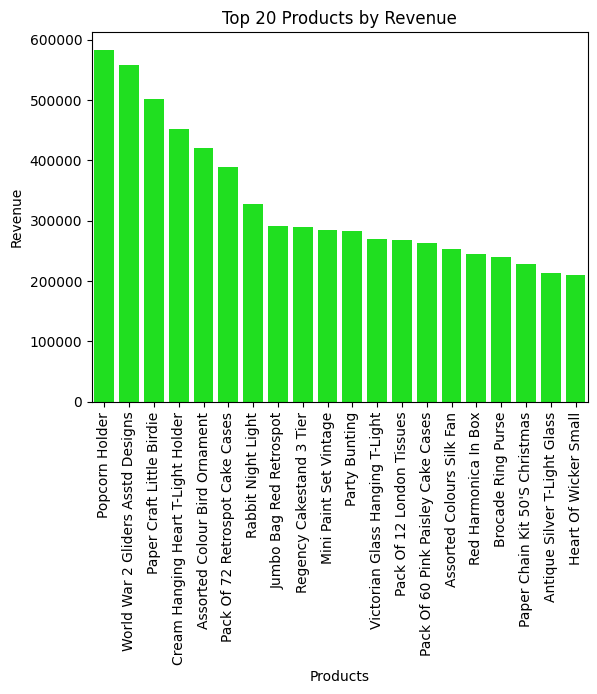 Top 20 Products by Revenue
Revenue
600000
500000
400000
300000
200000
100000
0
Popcorn Holder
World War 2 Gliders Asstd Designs
Paper Craft Little Birdie
Cream Hanging Heart T-Light Holder
Assorted Colour Bird Ornament
Pack Of 72 Retrospot Cake Cases
Rabbit Night Light
Jumbo Bag Red Retrospot
Regency Cakestand 3 Tier
Mini Paint Set Vintage
Party Bunting
Victorian Glass Hanging T-Light
Pack Of 12 London Tissues
Pack Of 60 Pink Paisley Cake Cases
Assorted Colours Silk Fan
Red Harmonica In Box
Brocade Ring Purse
Paper Chain Kit 50'S Christmas
Antique Silver T-Light Glass
Heart Of Wicker Small
Products